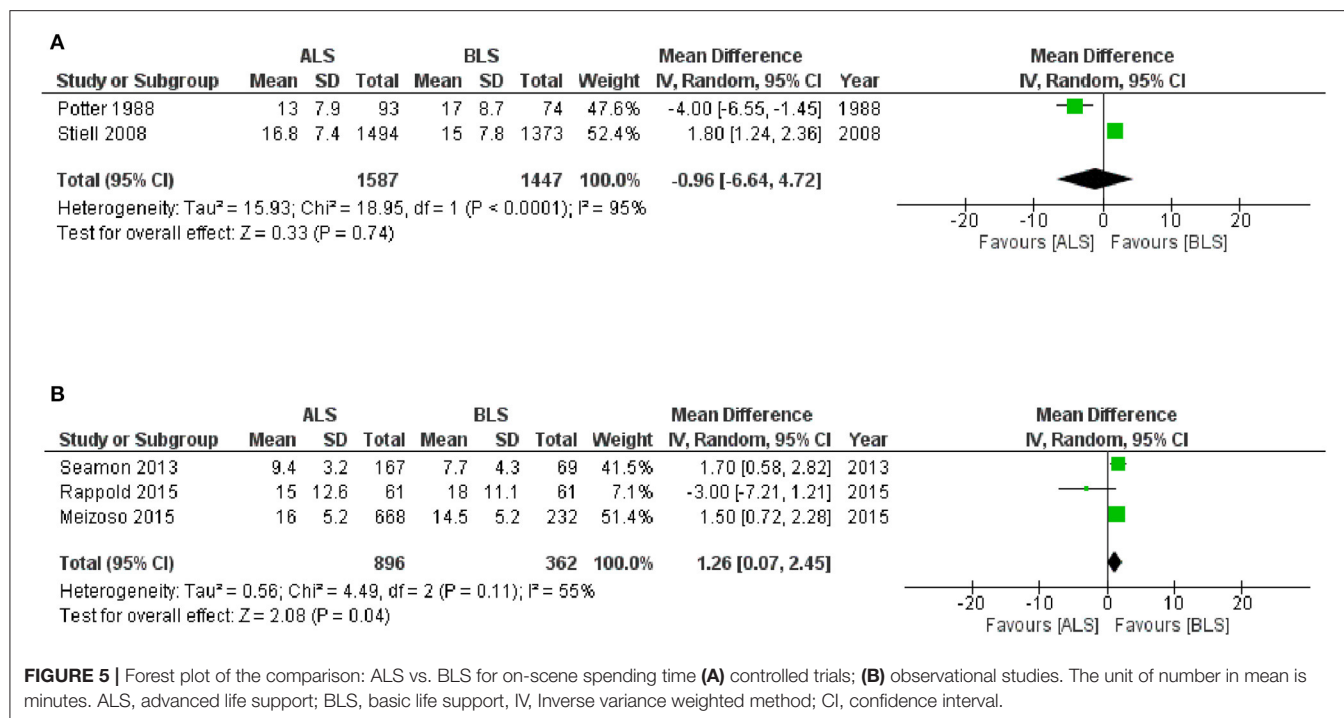 A
ALS BLS Mean Difference Mean Difference
Study or Subgroup Mean SD Total Mean SD Total Weight IV, Random, 95% CI Year IV, Random, 95% CI
Potter 1988 13 7.9 93 17 8.7 74 47.6% -4.00 [-6.55, -1.45] 1988
Stiell 2008 16.8 7.4 1494 15 7.8 1373 52.4% 1.80 [1.24, 2.36] 2008
Total (95% CI) 1587 1447 100.0% -0.96 [-6.64, 4.72]
Heterogeneity: Tau² = 15.93; Chi² = 18.95, df = 1 (P < 0.0001); I² = 95%
Test for overall effect: Z = 0.33 (P = 0.74)
-20 -10 0 10 20
Favours [ALS] Favours [BLS]
B
ALS BLS Mean Difference Mean Difference
Study or Subgroup Mean SD Total Mean SD Total Weight IV, Random, 95% CI Year IV, Random, 95% CI
Seamon 2013 9.4 3.2 167 7.7 4.3 69 41.5% 1.70 [0.58, 2.82] 2013
Rappold 2015 15 12.6 61 18 11.1 61 7.1% -3.00 [-7.21, 1.21] 2015
Meizoso 2015 16 5.2 668 14.5 5.2 232 51.4% 1.50 [0.72, 2.28] 2015
Total (95% CI) 896 362 100.0% 1.26 [0.07, 2.45]
Heterogeneity: Tau² = 0.56; Chi² = 4.49, df = 2 (P = 0.11); I² = 55%
Test for overall effect: Z = 2.08 (P = 0.04)
-20 -10 0 10 20
Favours [ALS] Favours [BLS]
FIGURE 5 | Forest plot of the comparison: ALS vs. BLS for on-scene spending time (A) controlled trials; (B) observational studies. The unit of number in mean is
minutes. ALS, advanced life support; BLS, basic life support, IV, Inverse variance weighted method; CI, confidence interval.